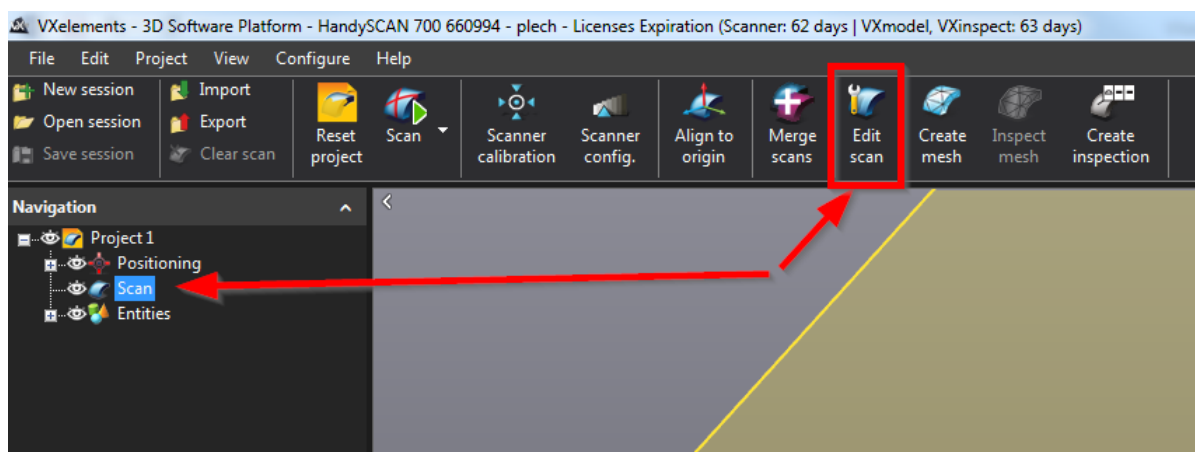 VXelements - 3D Software Platform - HandySCAN 700 660994 - plech - Licenses Expiration (Scanner: 62 days | VXmodel, VXinspect: 63 days)
File Edit Project View Configure Help
New session
Open session
Save session
Import
Export
Clear scan
Reset
project
Scan
Scanner
calibration
Scanner
config.
Align to
origin
Merge
scans
Edit
scan
Create
mesh
Inspect
mesh
Create
inspection
Navigation
Project 1
Positioning
Scan
Entities